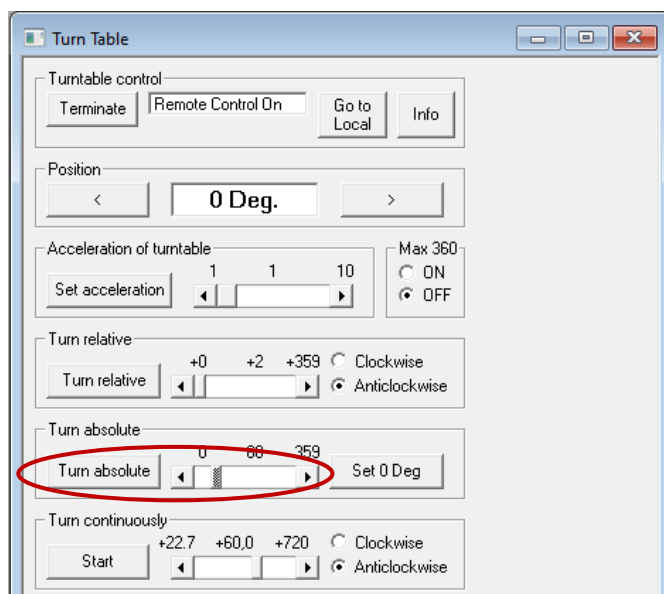 Turn Table
Turntable control
Terminate
Remote Control On
Go to
Local
Info
Position
<
0 Deg.
>
Acceleration of turntable
Max 360
Set acceleration
1 1 10
ON
OFF
Turn relative
Turn relative
+0 +2 +359
Clockwise
Anticlockwise
Turn absolute
Turn absolute
0 359
Set 0 Deg
Turn continuously
Start
+22.7 +60,0 +720
Clockwise
Anticlockwise